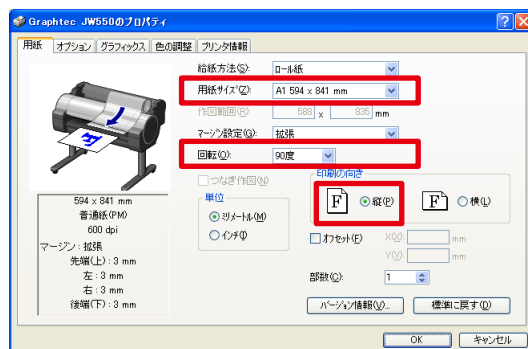 Graphtec JW550のプロパティ
用紙 オプション グラフィックス 色の調整 プリンタ情報
給紙方法(S): ロール紙
用紙サイズ(Z): A1 594 x 841 mm
作図範囲(R) 588 x 835 mm
マージン設定(G): 拡張
回転(O): 90度
つなぎ作図(N)
単位
ミリメートル(M)
インチ(I)
印刷の向き
F 縦(P) F 横(L)
594 x 841 mm
普通紙(PM)
600 dpi
マージン : 拡張
先端(上) : 3 mm
左 : 3 mm
右 : 3 mm
後端(下) : 3 mm
オフセット(F) X(X): mm
Y(Y): mm
部数(C): 1
バージョン情報(V)... 標準に戻す(D)
OK キャンセル